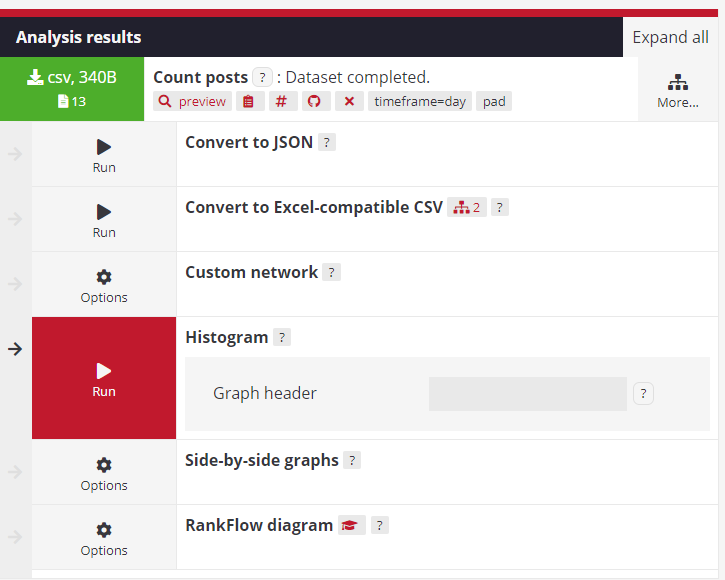 Analysis results
Expand all
csv, 340B
13
Count posts ? : Dataset completed.
preview
timeframe=day
pad
More...
Run
Convert to JSON ?
Run
Convert to Excel-compatible CSV 2 ?
Options
Custom network ?
Histogram ?
Run
Graph header ?
Options
Side-by-side graphs ?
Options
RankFlow diagram ?